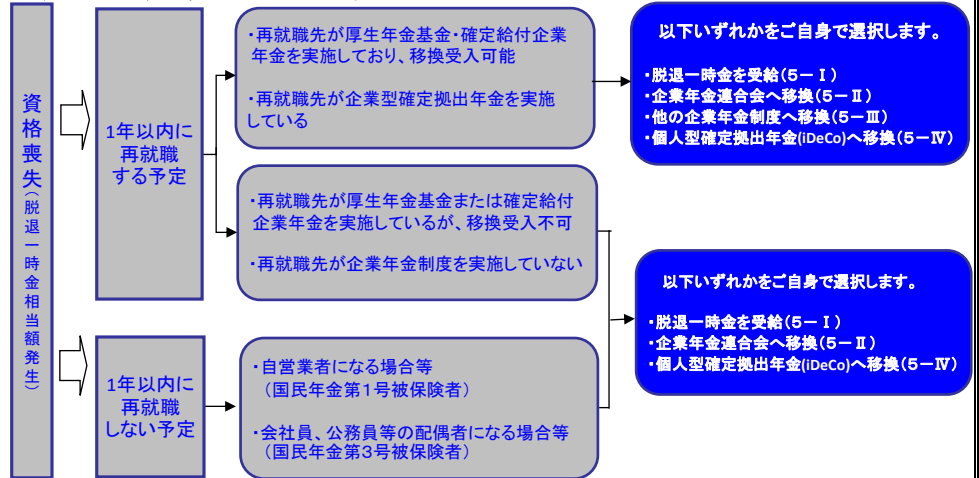 資格喪失(脱退一時金相当額発生)
1年以内に
再就職
する予定
・再就職先が厚生年金基金・確定給付企業
年金を実施しており、移換受入可能
・再就職先が企業型確定拠出年金を実施
している
以下いずれかをご自身で選択します。
・脱退一時金を受給(5-Ⅰ)
・企業年金連合会へ移換(5-Ⅱ)
・他の企業年金制度へ移換(5-Ⅲ)
・個人型確定拠出年金(iDeCo)へ移換(5-Ⅳ)
・再就職先が厚生年金基金または確定給付
企業年金を実施しているが、移換受入不可
・再就職先が企業年金制度を実施していない
1年以内に
再就職
しない予定
・自営業者になる場合等
(国民年金第1号被保険者)
・会社員、公務員等の配偶者になる場合等
(国民年金第3号被保険者)
以下いずれかをご自身で選択します。
・脱退一時金を受給(5-Ⅰ)
・企業年金連合会へ移換(5-Ⅱ)
・個人型確定拠出年金(iDeCo)へ移換(5-Ⅳ)